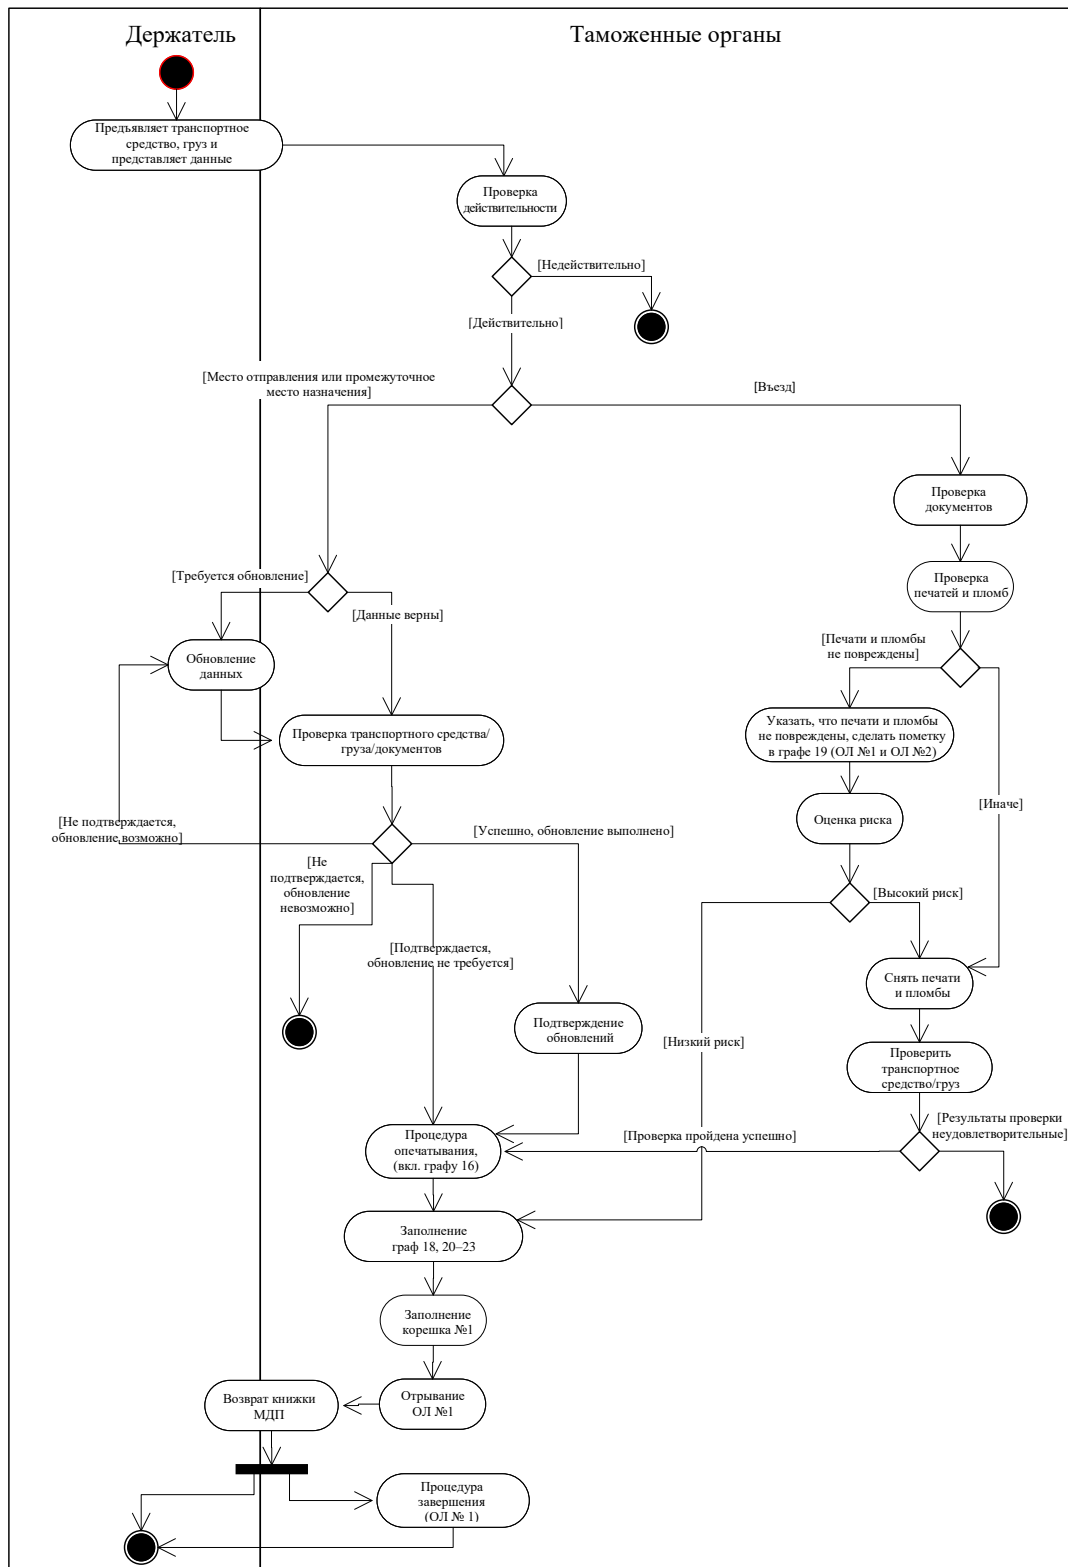 Держатель
Таможенные органы
Предъявляет транспортное
средство, груз и
представляет данные
Проверка
действительности
[Недействительно]
[Действительно]
[Место отправления или промежуточное
место назначения]
[Въезд]
Проверка
документов
Проверка
печатей и пломб
[Требуется обновление]
[Данные верны]
[Печати и пломбы
не повреждены]
Обновление
данных
Указать, что печати и пломбы
не повреждены, сделать пометку
в графе 19 (ОЛ №1 и ОЛ №2)
Проверка транспортного средства/
груза/документов
[Иначе]
Оценка риска
[Не подтверждается,
обновление возможно]
[Успешно, обновление выполнено]
[Не
подтверждается,
обновление
невозможно]
[Высокий риск]
[Подтверждается,
обновление не требуется]
Снять печати
и пломбы
Подтверждение
обновлений
[Низкий риск]
Проверить
транспортное
средство/груз
[Результаты проверки
неудовлетворительные]
[Проверка пройдена успешно]
Процедура
опечатывания,
(вкл. графу 16)
Заполнение
граф 18, 20–23
Заполнение
корешка №1
Отрывание
ОЛ №1
Возврат книжки
МДП
Процедура
завершения
(ОЛ № 1)